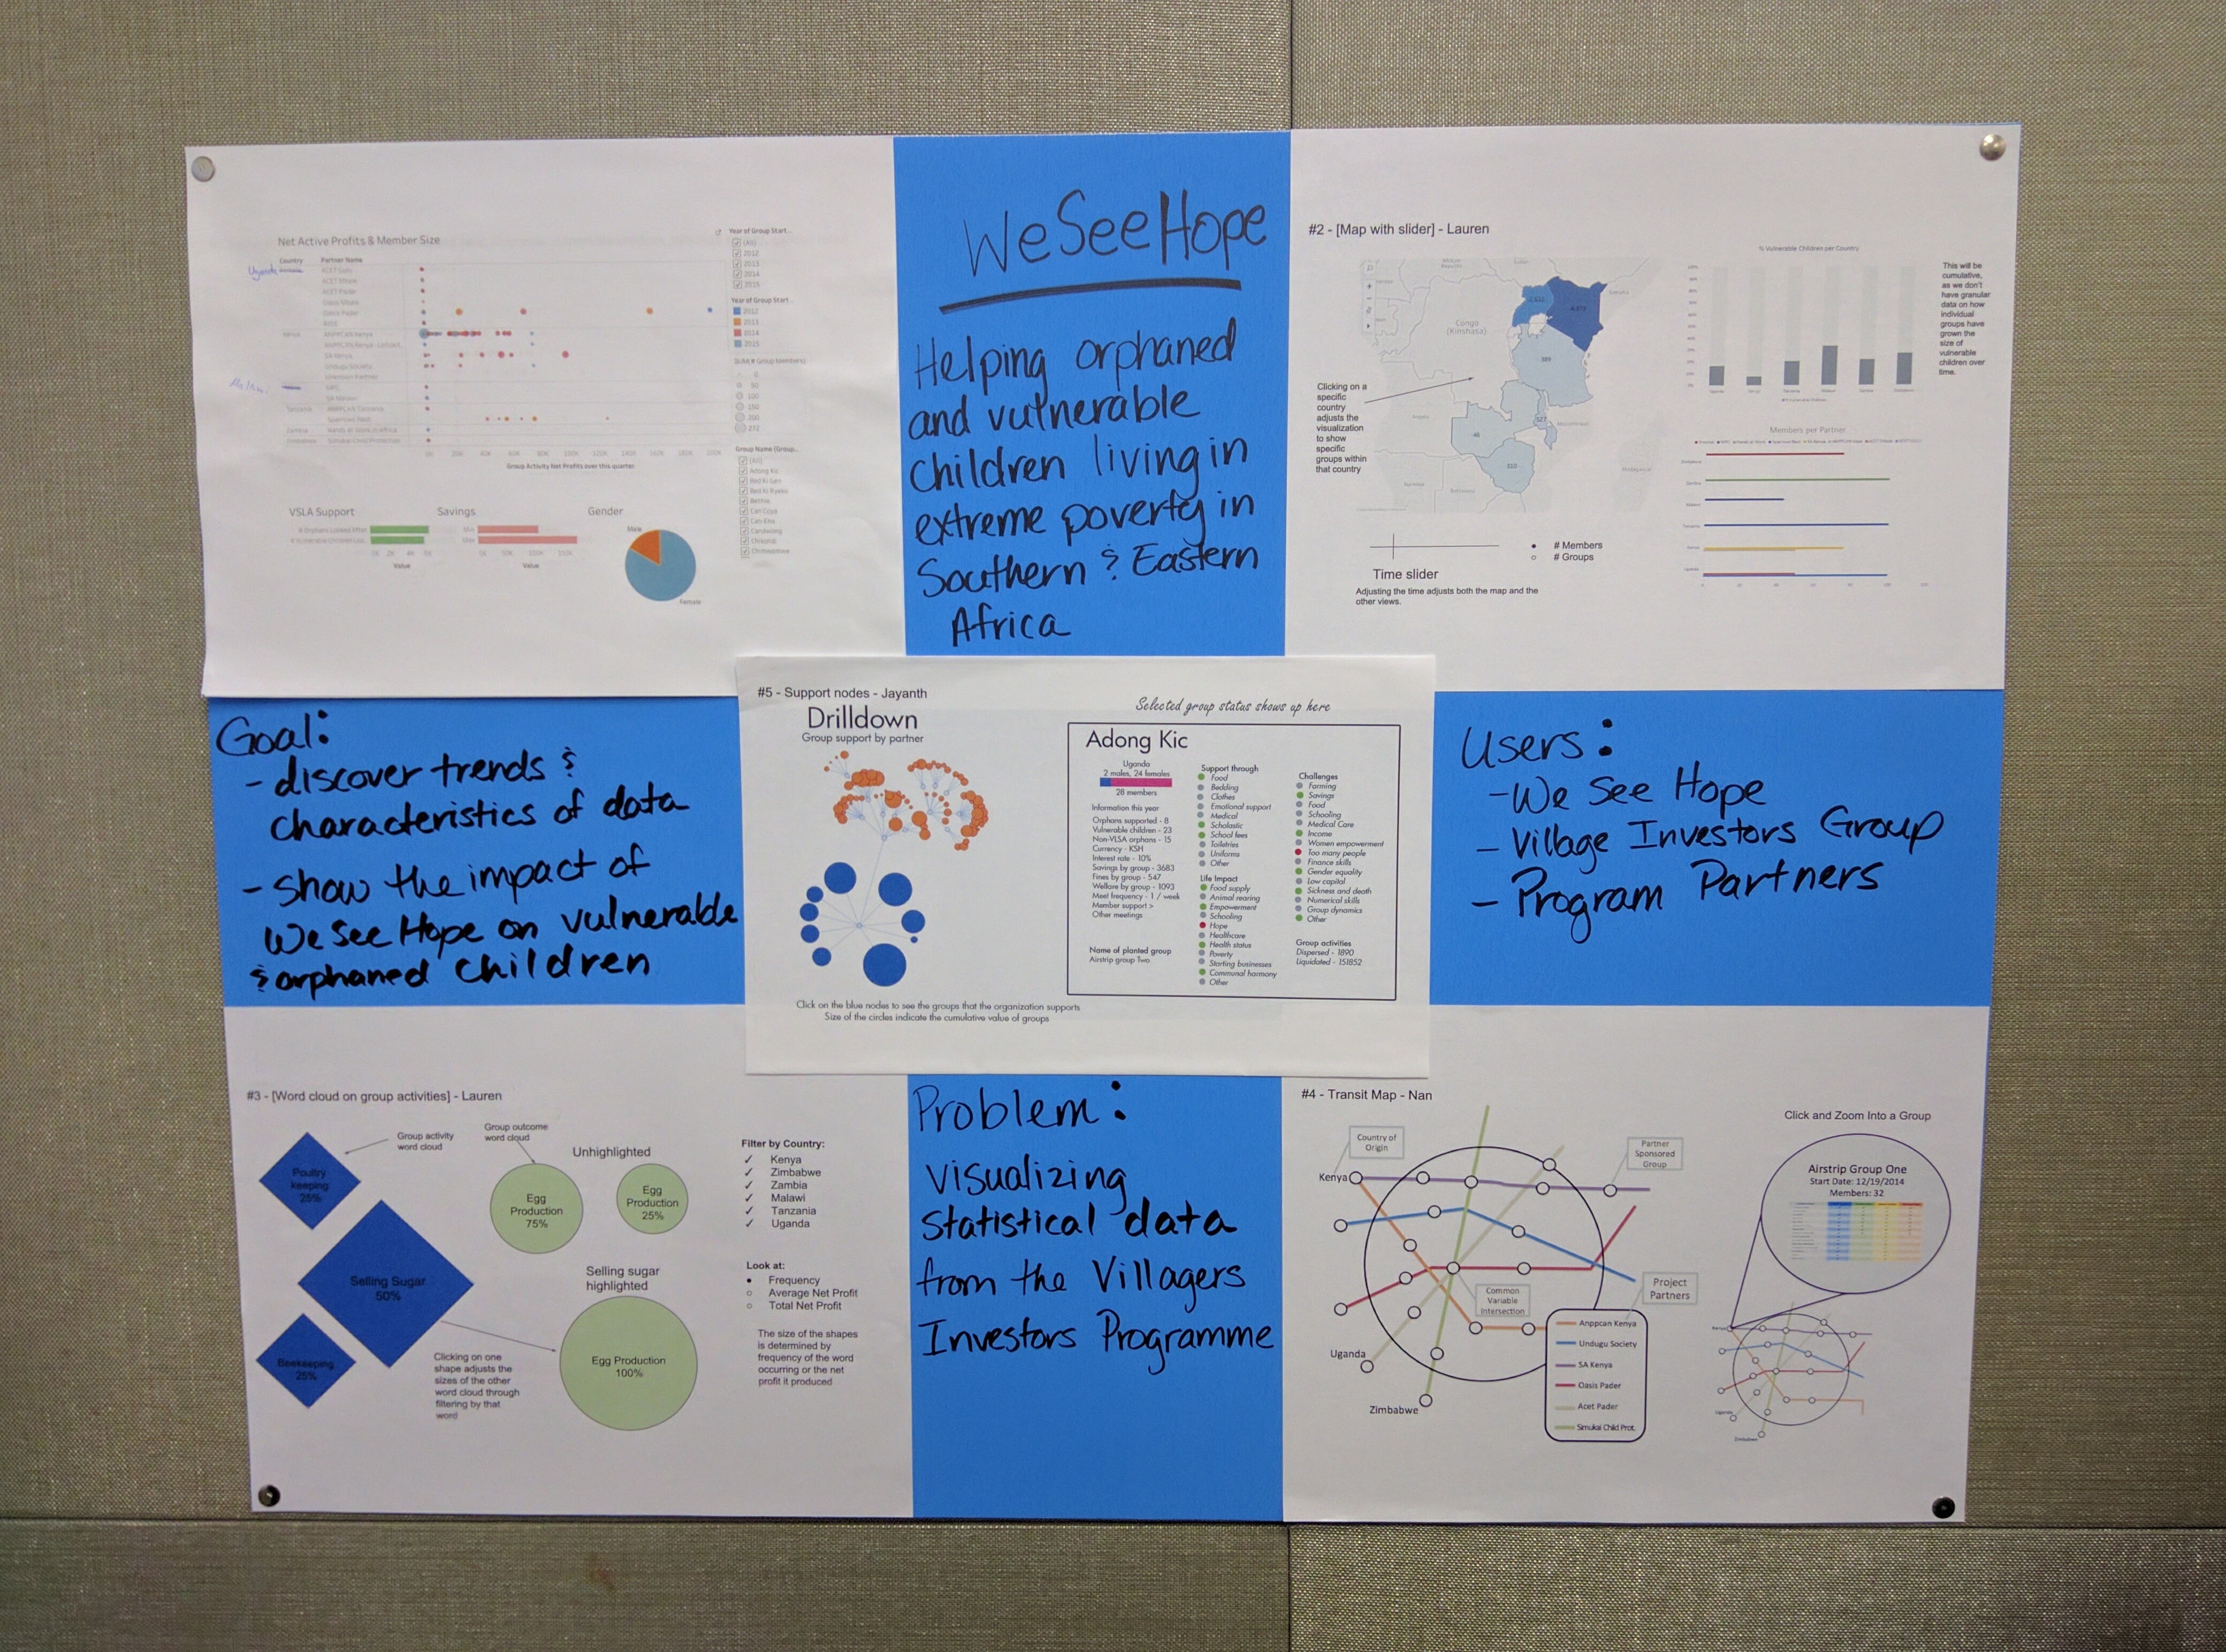 Net Active Profits & Member Size
Country
Partner Name
Uganda
Year of Group Start...
(All)
2012
2013
2014
2015
Year of Group Start...
2012
2013
2014
2015
50
100
150
200
272
Group Name (Group...
(All)
Adong Kic
Group Activity Net Profits over this quarter
VSLA Support
Savings
Gender
Value
Value
Male
Female
WeSeeHope
Helping orphaned
and vulnerable
children living in
extreme poverty in
Southern & Eastern
Africa
#2 - [Map with slider] - Lauren
Congo
(Kinshasa)
Clicking on a
specific
country
adjusts the
visualization
to show
specific
groups within
that country
Time slider
Adjusting the time adjusts both the map and the
other views.
# Members
# Groups
% Vulnerable Children per Country
This will be
cumulative,
as we don't
have granular
data on how
individual
groups have
grown the
size of
vulnerable
children over
time.
Members per Partner
Goal:
- discover trends &
characteristics of data
- show the impact of
We See Hope on vulnerable
& orphaned children
#5 - Support nodes - Jayanth
Drilldown
Group support by partner
Click on the blue nodes to see the groups that the organization supports
Size of the circles indicate the cumulative value of groups
Selected group status shows up here
Adong Kic
Uganda
2 males, 24 females
28 members
Information this year
Orphans supported - 8
Vulnerable children - 23
Non-VLSA orphans - 15
Currency - KSH
Interest rate - 10%
Savings by group - 3683
Fines by group - 547
Welfare by group - 1093
Meet frequency - 1 / week
Member support >
Other meetings
Name of planted group
Airstrip group Two
Support through
Food
Bedding
Clothes
Emotional support
Medical
Scholastic
School fees
Toiletries
Uniforms
Other
Life Impact
Food supply
Animal rearing
Empowerment
Schooling
Hope
Healthcare
Health status
Poverty
Starting businesses
Communal harmony
Other
Challenges
Farming
Savings
Food
Schooling
Medical Care
Income
Women empowerment
Too many people
Finance skills
Gender equality
Low capital
Sickness and death
Numerical skills
Group dynamics
Other
Group activities
Dispersed - 1890
Liquidated - 151852
Users:
- We See Hope
- Village Investors Group
- Program Partners
#3 - [Word cloud on group activities] - Lauren
Group activity
word cloud
Group outcome
word cloud
Poultry
keeping
25%
Selling Sugar
50%
Beekeeping
25%
Unhighlighted
Egg
Production
75%
Egg
Production
25%
Selling sugar
highlighted
Egg Production
100%
Clicking on one
shape adjusts the
sizes of the other
word cloud through
filtering by that
word
Filter by Country:
✓ Kenya
✓ Zimbabwe
✓ Zambia
✓ Malawi
✓ Tanzania
✓ Uganda
Look at:
Frequency
Average Net Profit
Total Net Profit
The size of the shapes
is determined by
frequency of the word
occurring or the net
profit it produced
Problem:
visualizing
statistical data
from the Villagers
Investors Programme
#4 - Transit Map - Nan
Country of
Origin
Kenya
Partner
Sponsored
Group
Common
Variable
Intersection
Project
Partners
Uganda
Zimbabwe
Anppcan Kenya
Undugu Society
SA Kenya
Oasis Pader
Acet Pader
Simukai Child Prot.
Click and Zoom Into a Group
Airstrip Group One
Start Date: 12/19/2014
Members: 32